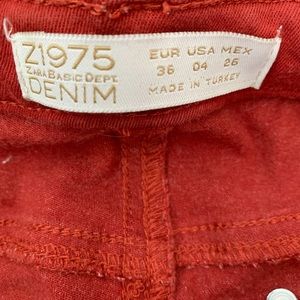 Z1975
ZARA BASIC DEPT.
DENIM
EUR USA MEX
36 04 26
MADE IN TURKEY